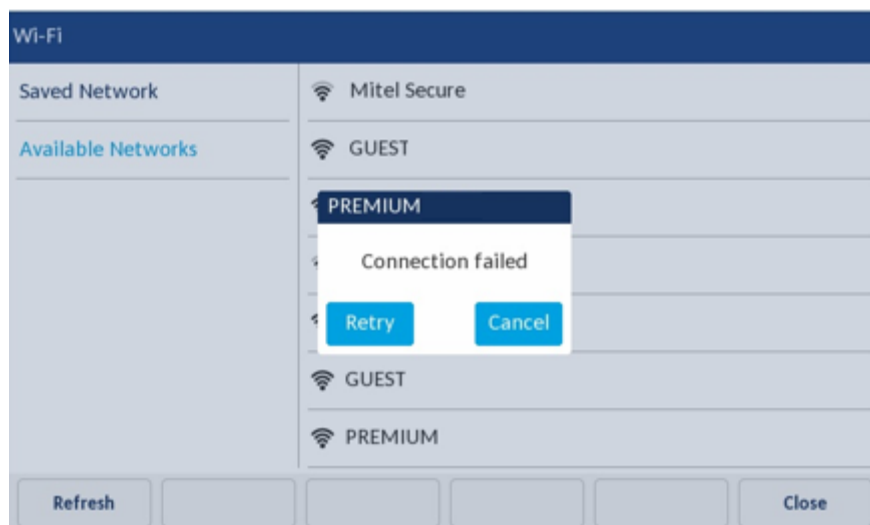 Wi-Fi
Saved Network
Available Networks
Mitel Secure
GUEST
PREMIUM
Connection failed
Retry
Cancel
GUEST
PREMIUM
Refresh
Close